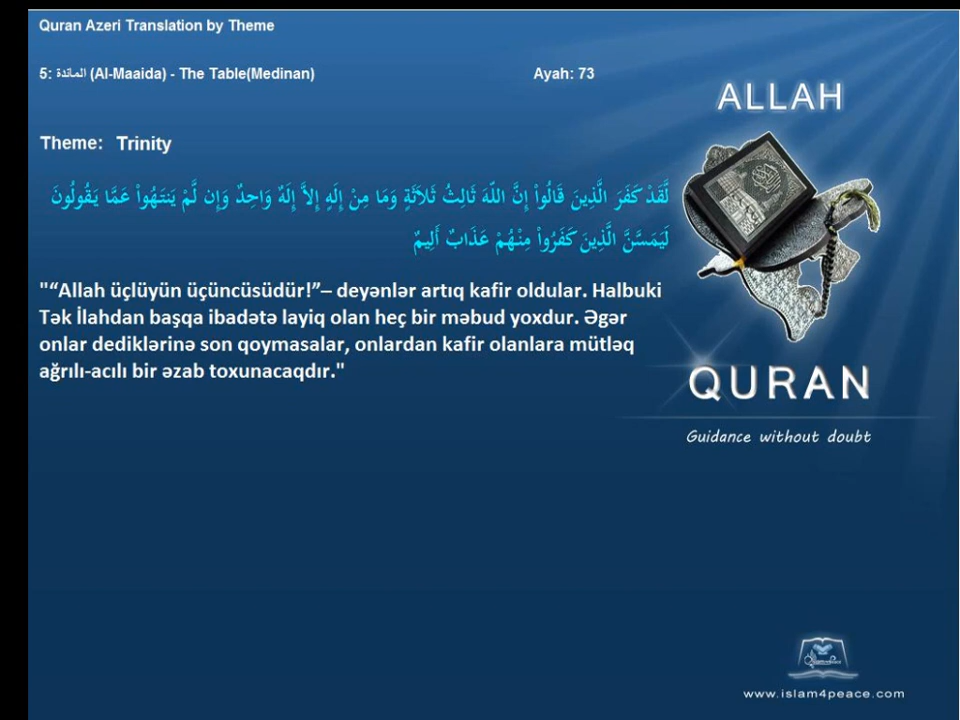 Quran Azeri Translation by Theme
5: المائدة (Al-Maaida) - The Table(Medinan) Ayah: 73
Theme: Trinity
لَّقَدْ كَفَرَ الَّذِينَ قَالُواْ إِنَّ اللّهَ ثَالِثُ ثَلاَثَةٍ وَمَا مِنْ إِلَهٍ إِلاَّ إِلَهٌ وَاحِدٌ وَإِن لَّمْ يَنتَهُواْ عَمَّا يَقُولُونَ
لَيَمَسَّنَّ الَّذِينَ كَفَرُواْ مِنْهُمْ عَذَابٌ أَلِيمٌ
"“Allah üçlüyün üçüncüsüdür!”– deyənlər artıq kafir oldular. Halbuki
Tək İlahdan başqa ibadətə layiq olan heç bir məbud yoxdur. Əgər
onlar dediklərinə son qoymasalar, onlardan kafir olanlara mütləq
ağrılı-acılı bir əzab toxunacaqdır."
ALLAH
QURAN
Guidance without doubt
www.islam4peace.com